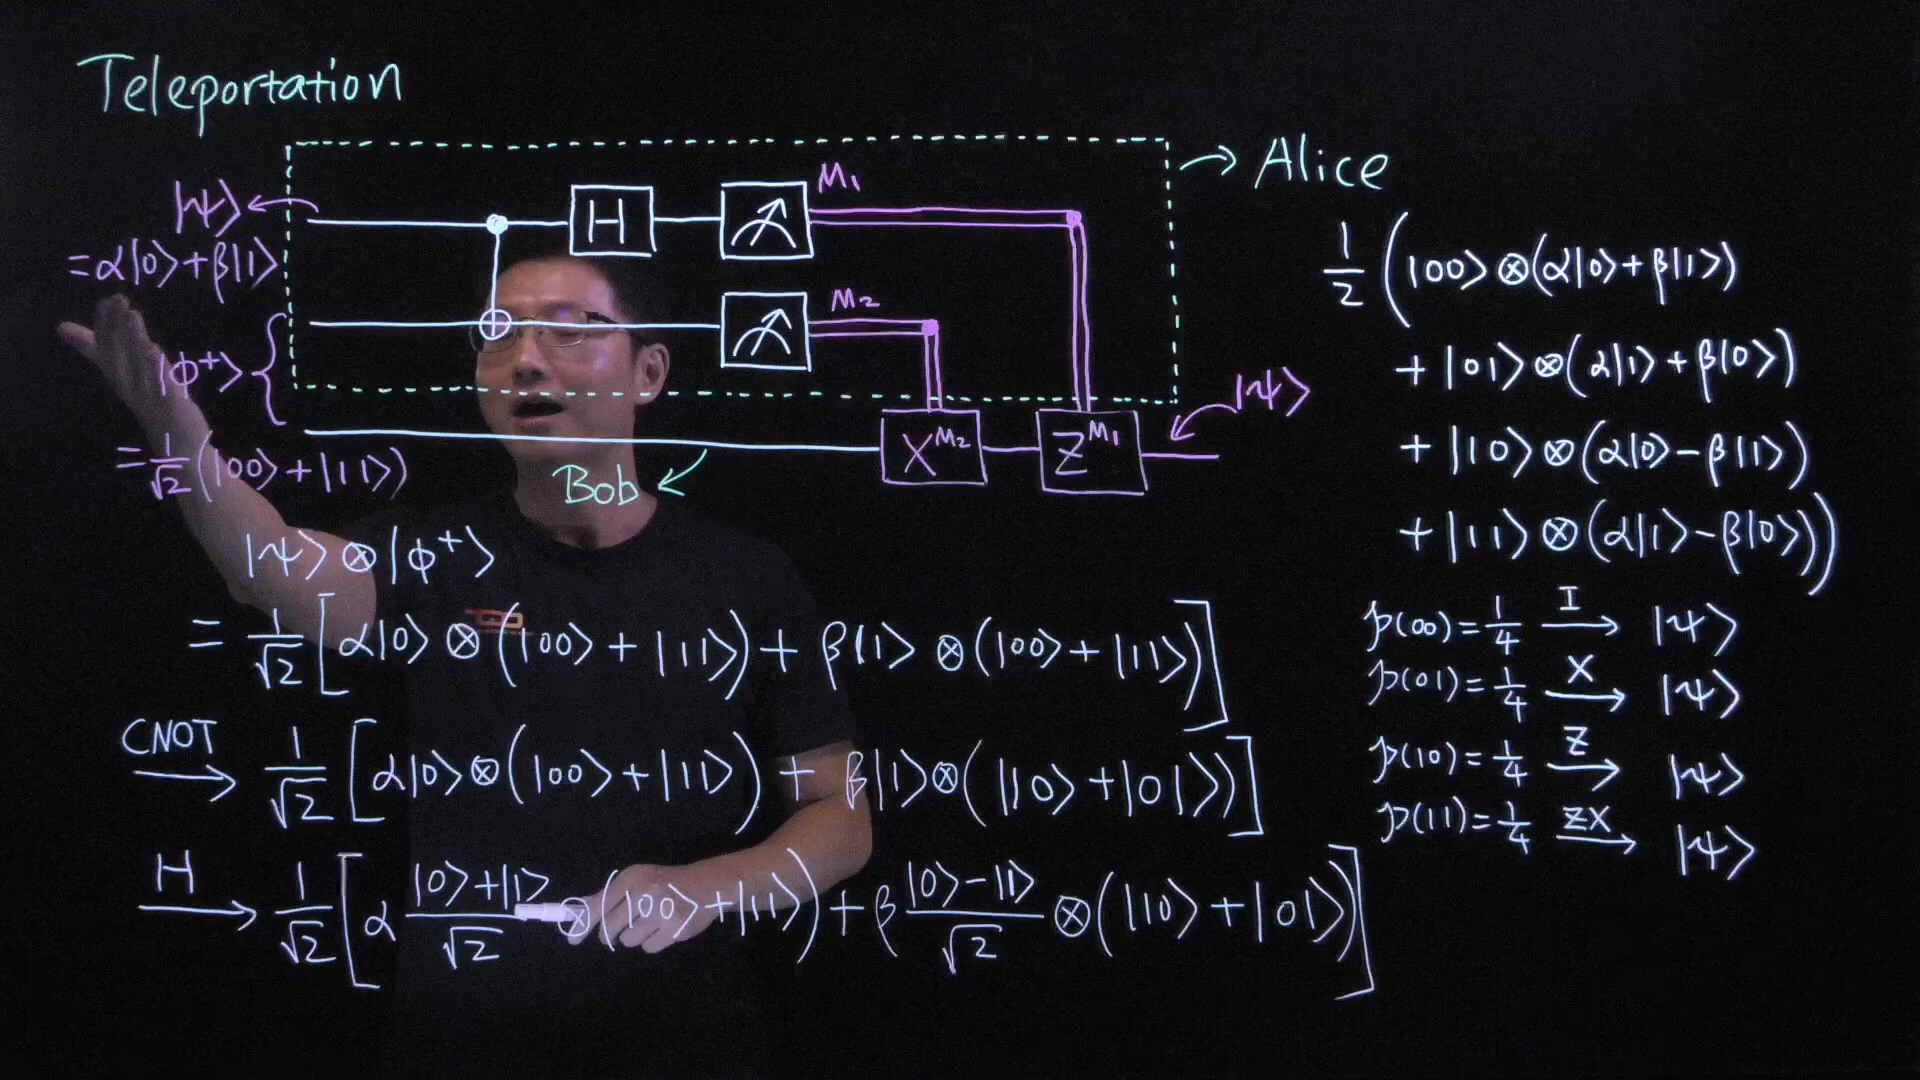 Teleportation
Alice
M₁
|ψ⟩
H
= α|0⟩ + β|1⟩
M₂
|ϕ⁺⟩
|ψ⟩
X^M₂
Z^M₁
= 1/√2 (|00⟩ + |11⟩)
Bob
|ψ⟩ ⊗ |ϕ⁺⟩
= 1/√2 [α|0⟩ ⊗ (|00⟩ + |11⟩) + β|1⟩ ⊗ (|00⟩ + |11⟩)]
CNOT → 1/√2 [α|0⟩ ⊗ (|00⟩ + |11⟩) + β|1⟩ ⊗ (|10⟩ + |01⟩)]
H → 1/√2 [α (|0⟩+|1⟩)/√2 ⊗ (|00⟩ + |11⟩) + β (|0⟩−|1⟩)/√2 ⊗ (|10⟩ + |01⟩)]
1/2 (|00⟩ ⊗ (α|0⟩ + β|1⟩)
+ |01⟩ ⊗ (α|1⟩ + β|0⟩)
+ |10⟩ ⊗ (α|0⟩ − β|1⟩)
+ |11⟩ ⊗ (α|1⟩ − β|0⟩))
p(00) = 1/4 I → |ψ⟩
p(01) = 1/4 X → |ψ⟩
p(10) = 1/4 Z → |ψ⟩
p(11) = 1/4 ZX → |ψ⟩